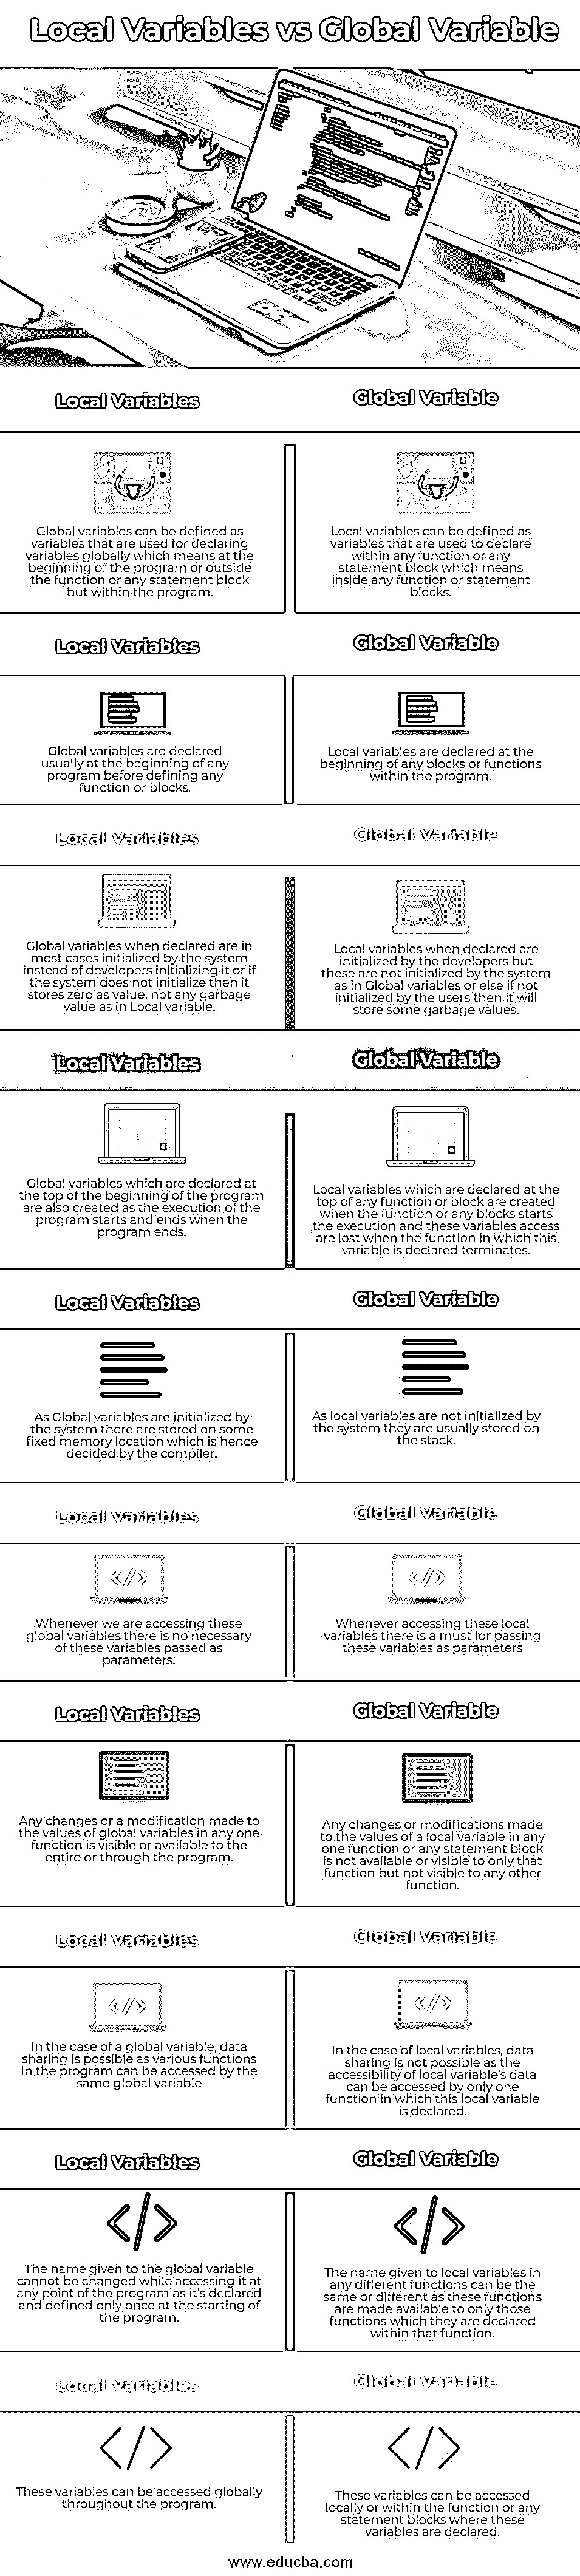 Local Variables vs Global Variable
Local Variables
Global Variable
Global variables can be defined as
variables that are used for declaring
variables globally which means at the
beginning of the program or outside
the function or any statement block
but within the program.
Local variables can be defined as
variables that are used to declare
within any function or any
statement block which means
inside any function or statement
blocks.
Local Variables
Global Variable
Global variables are declared
usually at the beginning of any
program before defining any
function or blocks.
Local variables are declared at the
beginning of any blocks or functions
within the program.
Local Variables
Global Variable
Global variables when declared are in
most cases initialized by the system
instead of developers initializing it or if
the system does not initialize then it
stores zero as value, not any garbage
value as in Local variable.
Local variables when declared are
initialized by the developers but
these are not initialized by the system
as in Global variables or else if not
initialized by the users then it will
store some garbage values.
Local Variables
Global Variable
Global variables which are declared at
the top of the beginning of the program
are also created as the execution of the
program starts and ends when the
program ends.
Local variables which are declared at the
top of any function or block are created
when the function or any blocks starts
the execution and these variables access
are lost when the function in which this
variable is declared terminates.
Local Variables
Global Variable
As Global variables are initialized by
the system there are stored on some
fixed memory location which is hence
decided by the compiler.
As local variables are not initialized by
the system they are usually stored on
the stack.
Local Variables
Global Variable
Whenever we are accessing these
global variables there is no necessary
of these variables passed as
parameters.
Whenever accessing these local
variables there is a must for passing
these variables as parameters
Local Variables
Global Variable
Any changes or a modification made to
the values of global variables in any one
function is visible or available to the
entire or through the program.
Any changes or modifications made
to the values of a local variable in any
one function or any statement block
is not available or visible to only that
function but not visible to any other
function.
Local Variables
Global Variable
In the case of a global variable, data
sharing is possible as various functions
in the program can be accessed by the
same global variable.
In the case of local variables, data
sharing is not possible as the
accessibility of local variable's data
can be accessed by only one
function in which this local variable
is declared.
Local Variables
Global Variable
The name given to the global variable
cannot be changed while accessing it at
any point of the program as it's declared
and defined only once at the starting of
the program.
The name given to local variables in
any different functions can be the
same or different as these functions
are made available to only those
functions which they are declared
within that function.
Local Variables
Global Variable
These variables can be accessed globally
throughout the program.
These variables can be accessed
locally or within the function or any
statement blocks where these
variables are declared.
www.educba.com